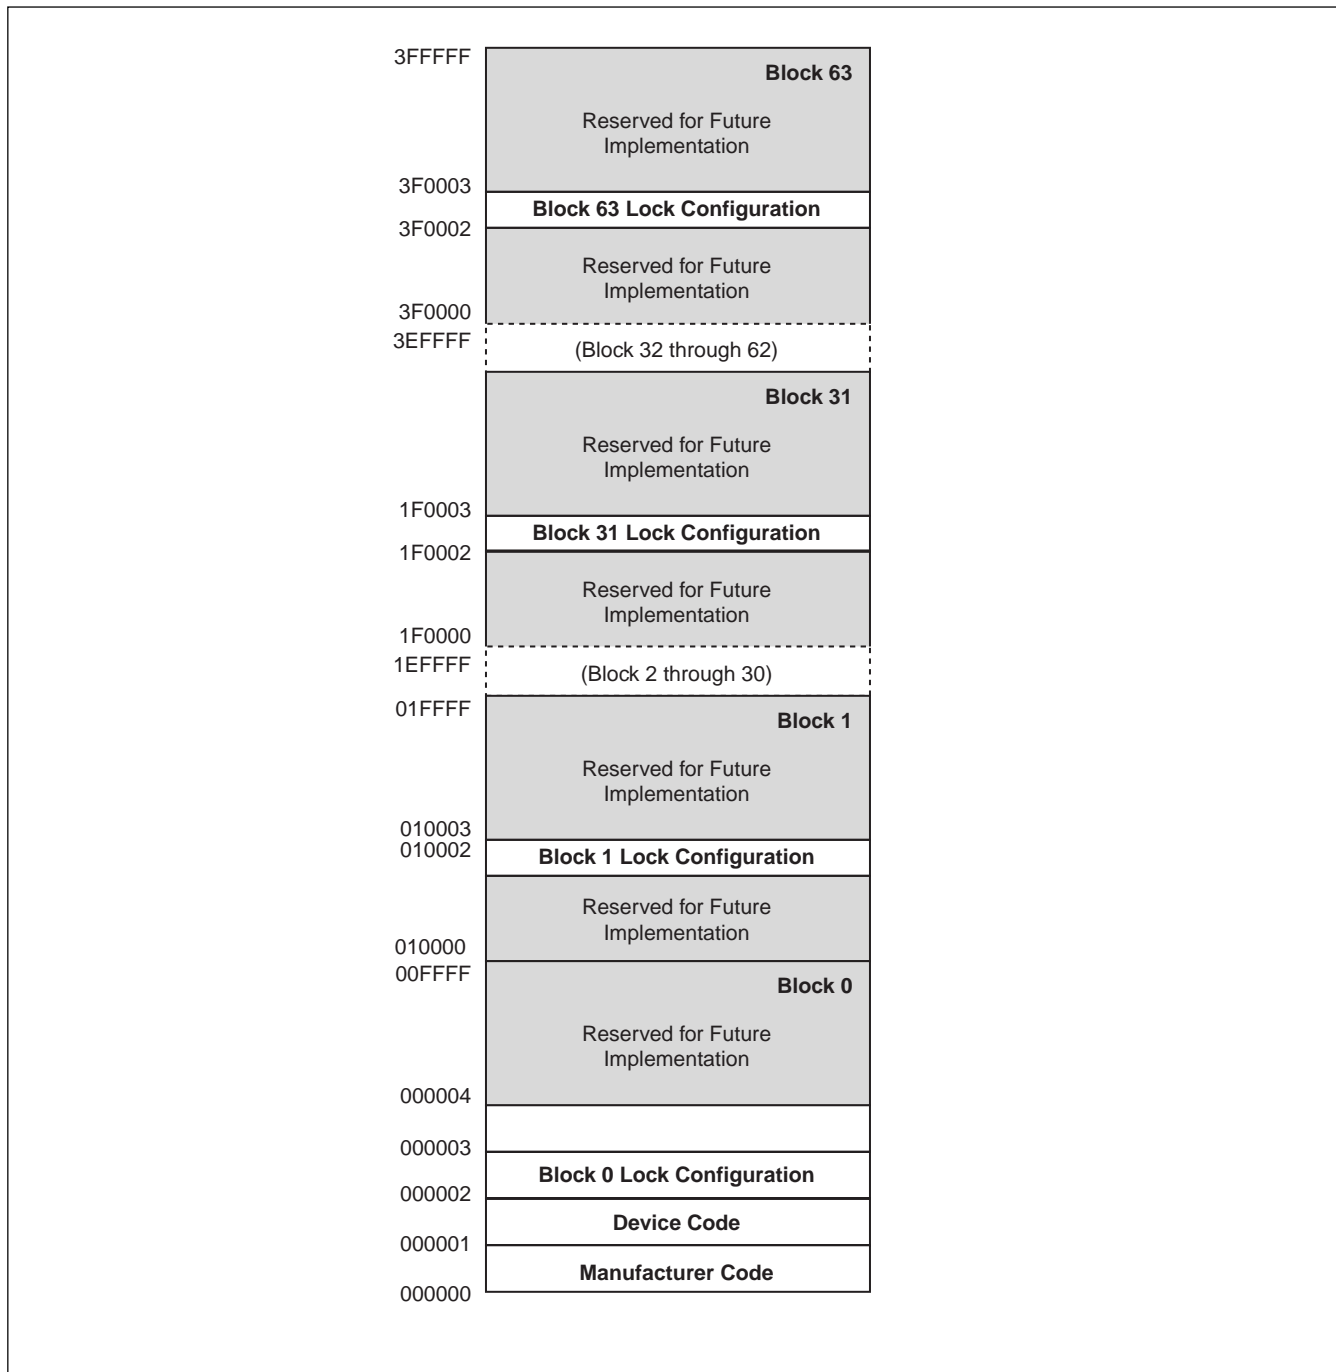 3FFFFF
Block 63
Reserved for Future
Implementation
3F0003
Block 63 Lock Configuration
3F0002
Reserved for Future
Implementation
3F0000
3EFFFF
(Block 32 through 62)
Block 31
Reserved for Future
Implementation
1F0003
Block 31 Lock Configuration
1F0002
Reserved for Future
Implementation
1F0000
1EFFFF
(Block 2 through 30)
01FFFF
Block 1
Reserved for Future
Implementation
010003
010002
Block 1 Lock Configuration
Reserved for Future
Implementation
010000
00FFFF
Block 0
Reserved for Future
Implementation
000004
000003
Block 0 Lock Configuration
000002
Device Code
000001
Manufacturer Code
000000